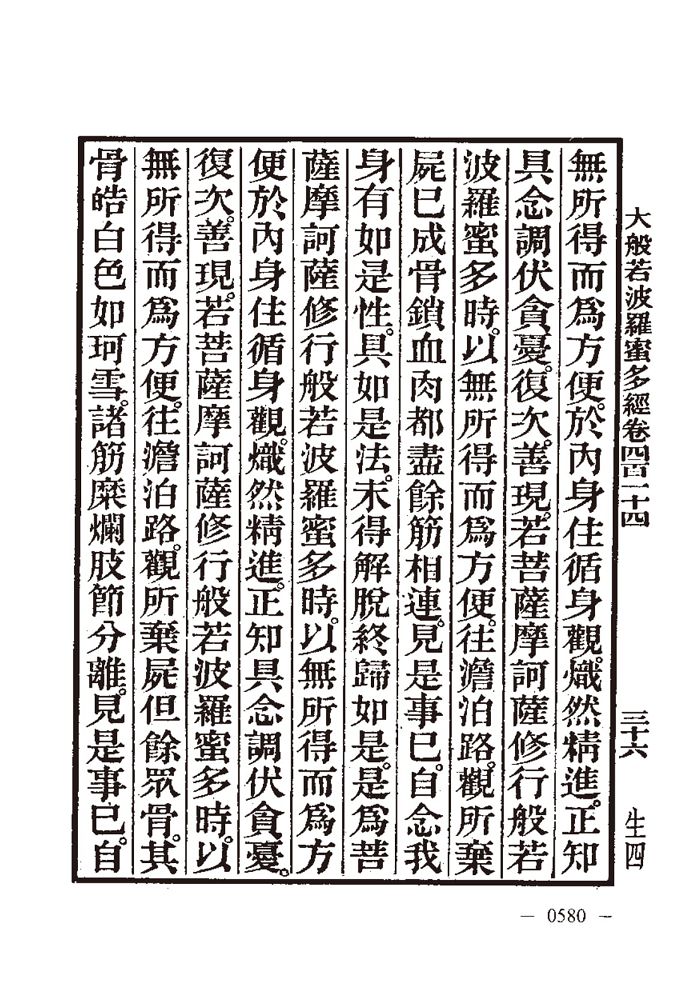 大般若波羅蜜多經卷四百二十四　三十六　生四
無所得而爲方便。於內身住循身觀。熾然精進。正知
具念調伏貪憂。復次。善現。若菩薩摩訶薩修行般若
波羅蜜多時。以無所得而爲方便。往澹泊路。觀所棄
屍已成骨鎖血肉都盡餘筋相連。見是事已。自念我
身有如是性。具如是法。未得解脫終歸如是。是爲菩
薩摩訶薩修行般若波羅蜜多時。以無所得而爲方
便於內身住循身觀。熾然精進。正知具念調伏貪憂。
復次。善現。若菩薩摩訶薩修行般若波羅蜜多時。以
無所得而爲方便。往澹泊路。觀所棄屍但餘眾骨。其
骨皓白色如珂雪。諸筋糜爛肢節分離。見是事已。自
— 0580 —